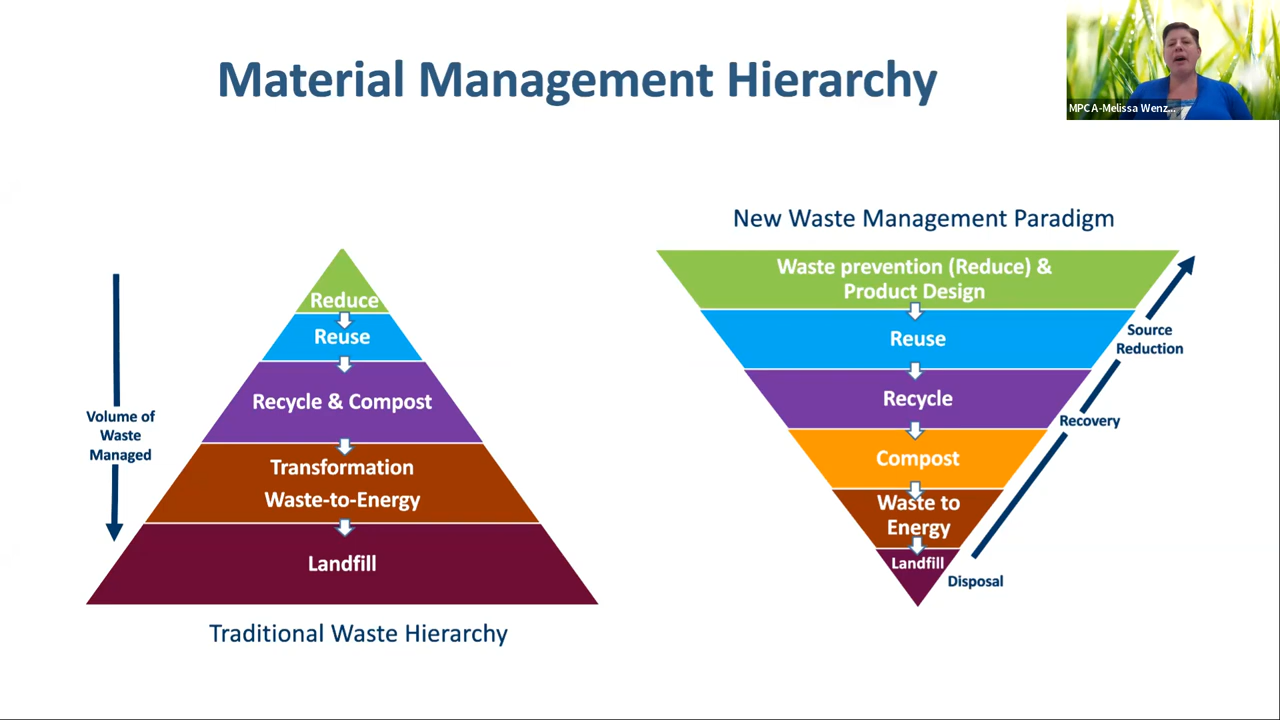 Material Management Hierarchy
MPCA-Melissa Wenz...
Volume of
Waste
Managed
Reduce
Reuse
Recycle & Compost
Transformation
Waste-to-Energy
Landfill
Traditional Waste Hierarchy
New Waste Management Paradigm
Waste prevention (Reduce) &
Product Design
Reuse
Recycle
Compost
Waste to
Energy
Landfill
Source
Reduction
Recovery
Disposal